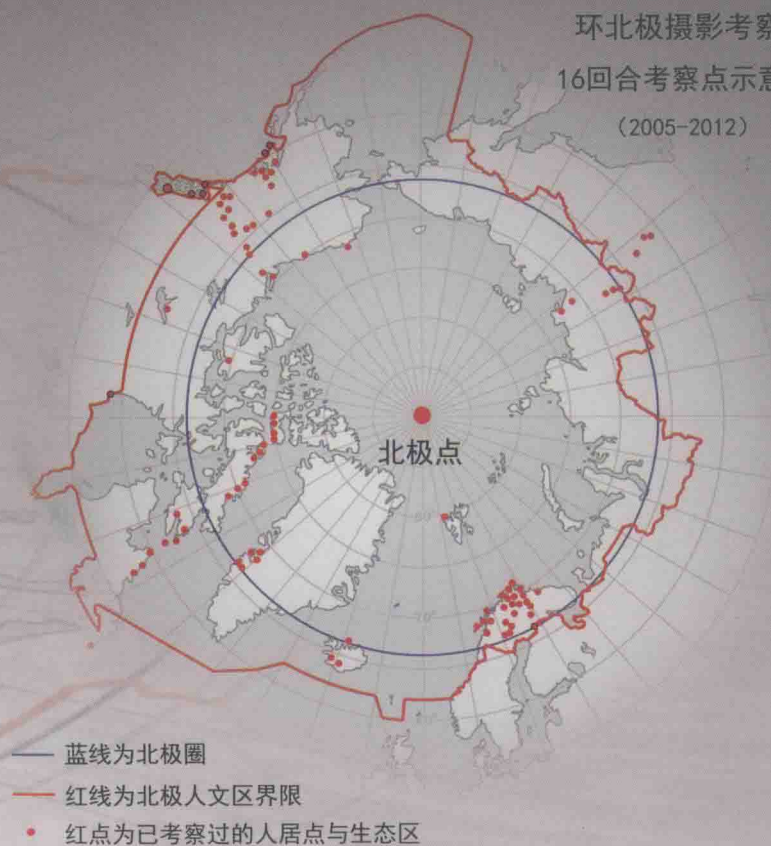 环北极摄影考察
16回合考察点示意
(2005-2012)
北极点
80°
70°
蓝线为北极圈
红线为北极人文区界限
红点为已考察过的人居点与生态区